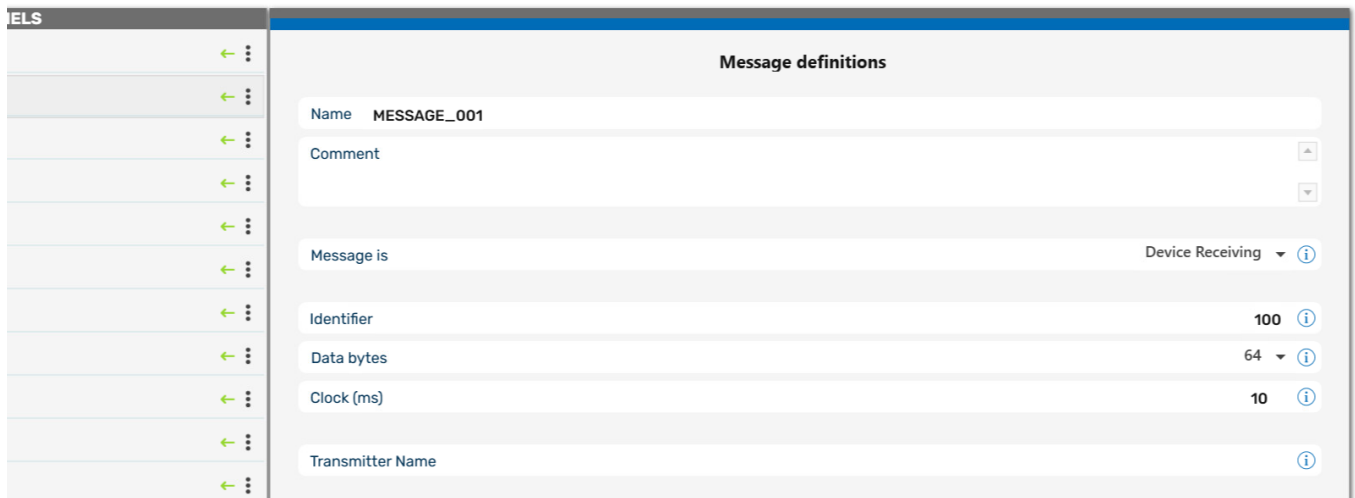 Message definitions
Name MESSAGE_001
Comment
Message is Device Receiving
Identifier 100
Data bytes 64
Clock (ms) 10
Transmitter Name